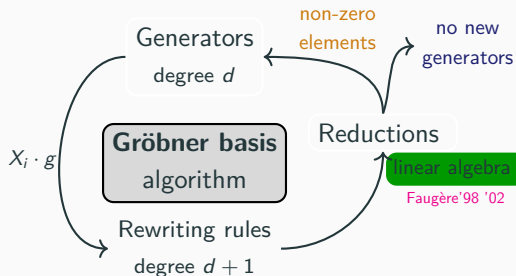 non-zero
elements
no new
generators
Generators
degree d
Xᵢ · g
Gröbner basis
algorithm
Reductions
linear algebra
Faugère'98 '02
Rewriting rules
degree d + 1